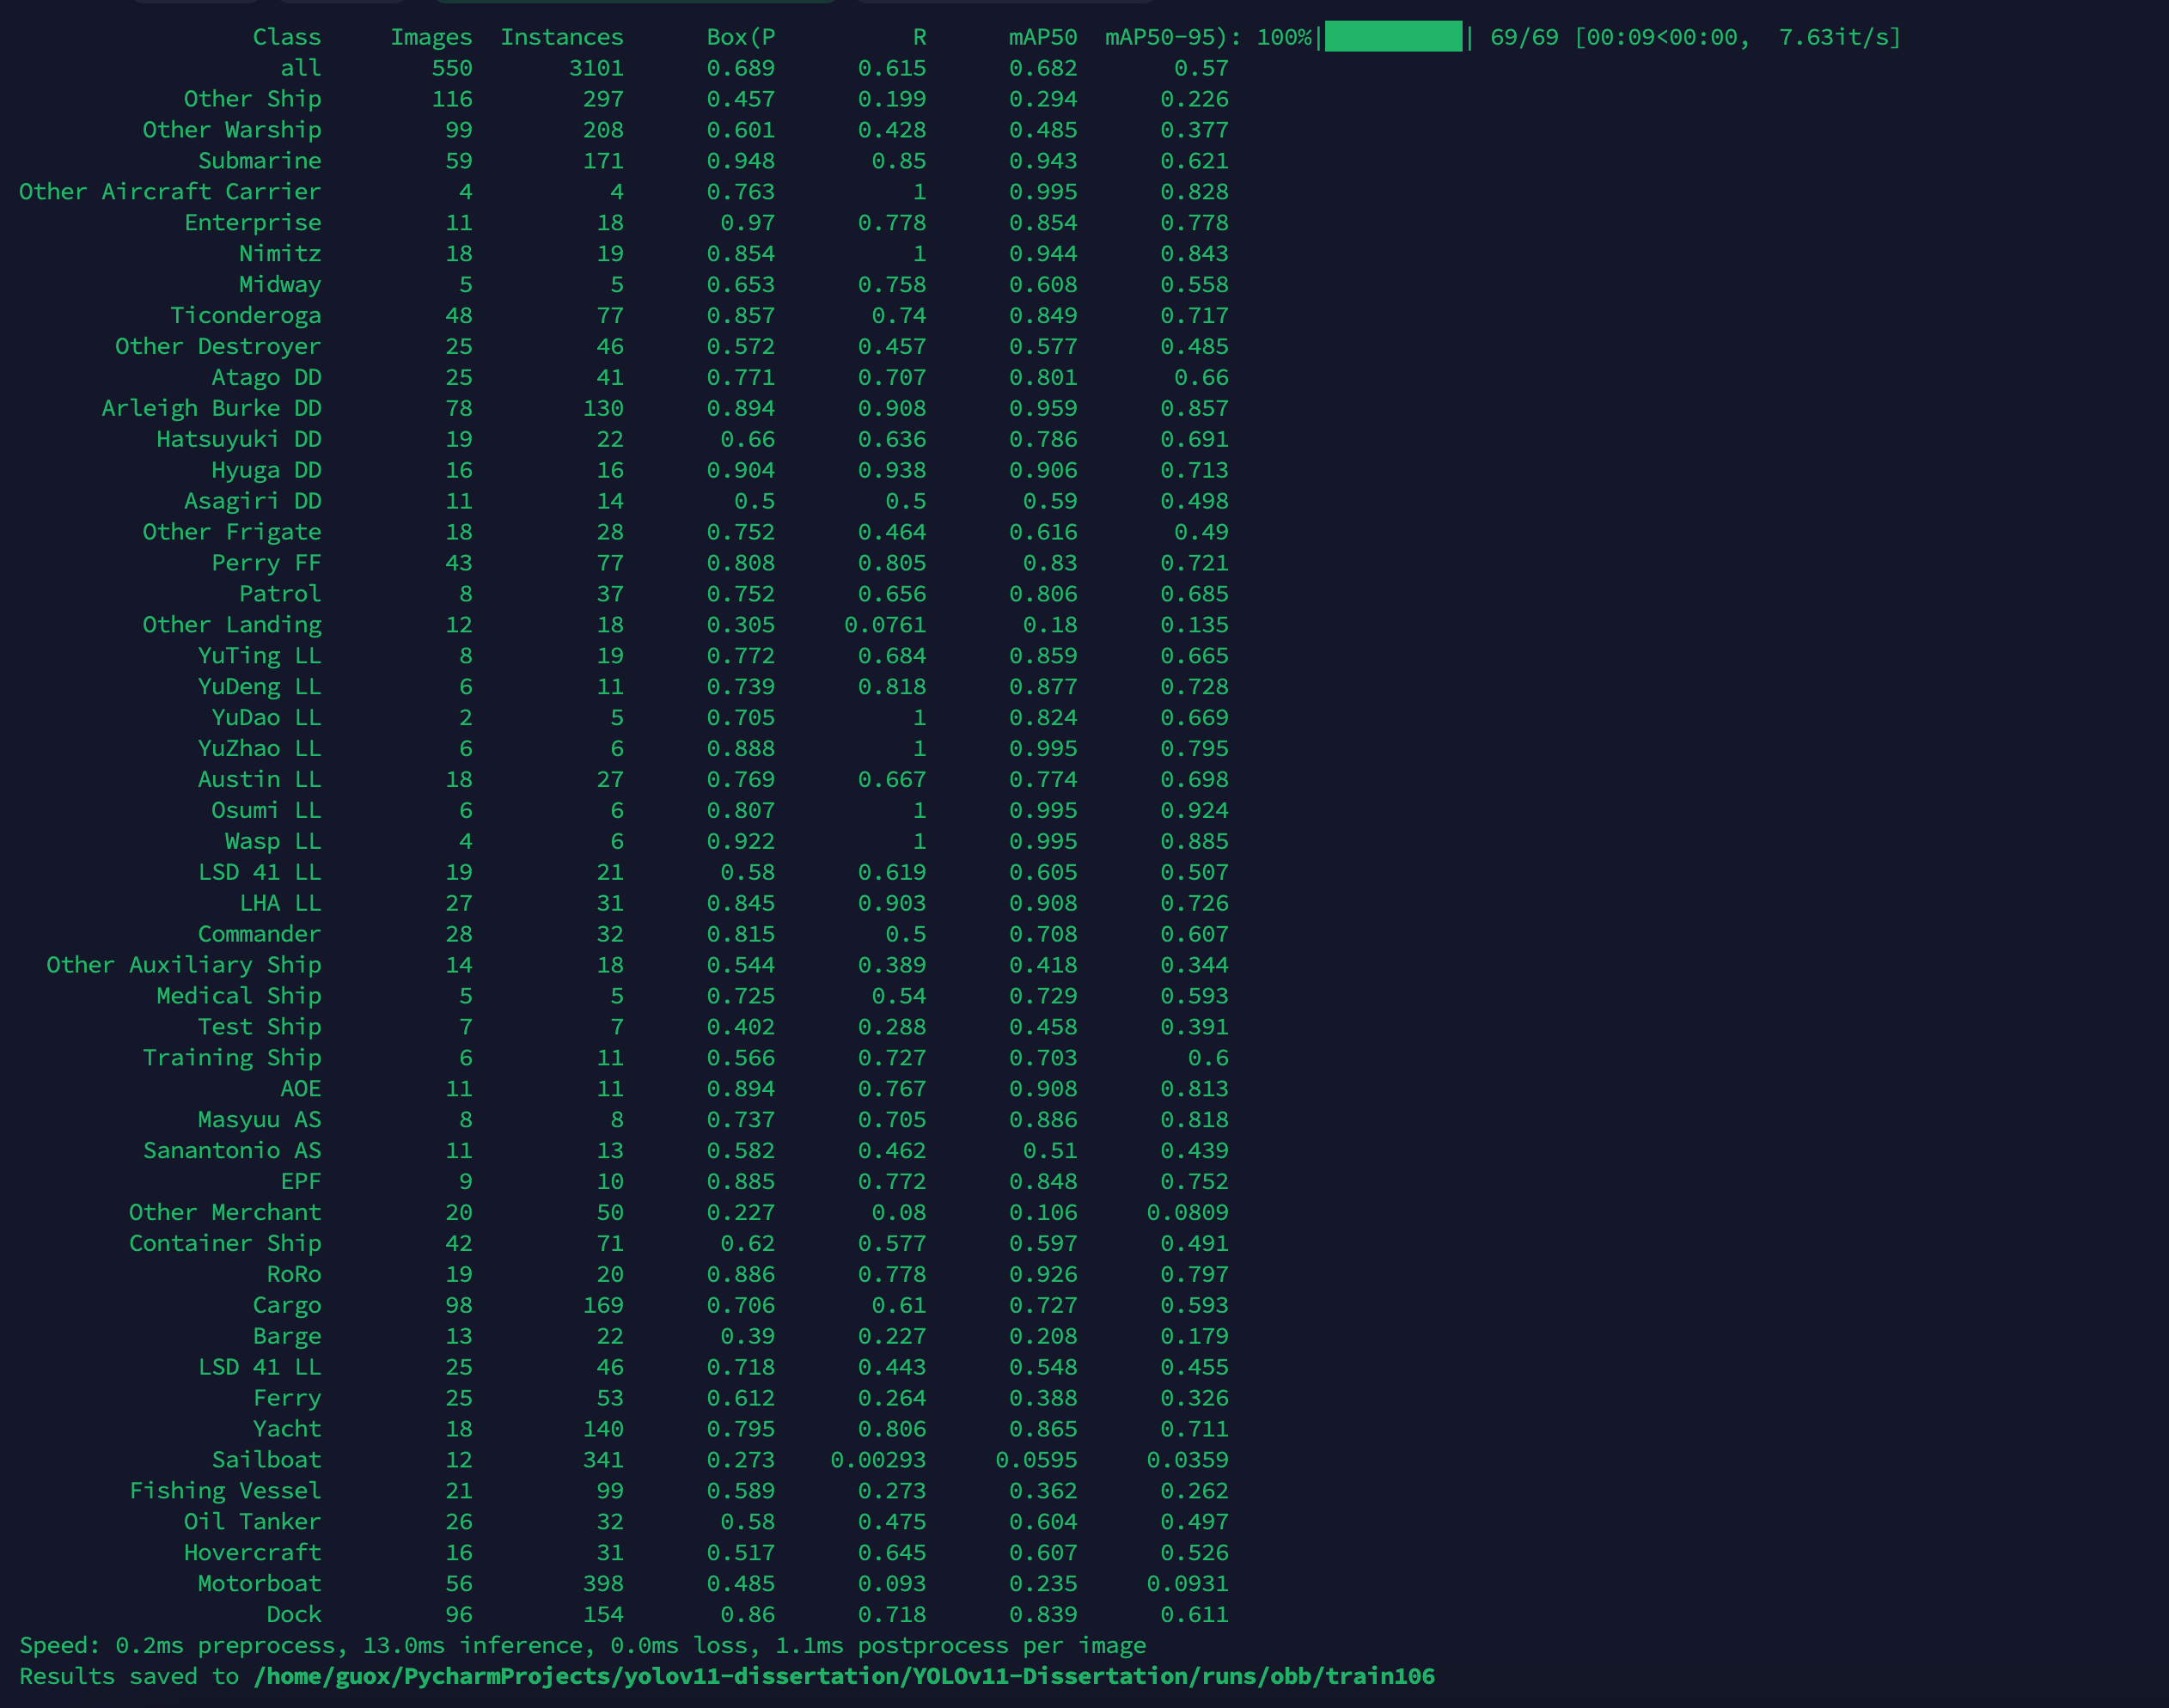 Class Images Instances Box(P R mAP50 mAP50-95): 100%|██████████| 69/69 [00:09<00:00, 7.63it/s]
all 550 3101 0.689 0.615 0.682 0.57
Other Ship 116 297 0.457 0.199 0.294 0.226
Other Warship 99 208 0.601 0.428 0.485 0.377
Submarine 59 171 0.948 0.85 0.943 0.621
Other Aircraft Carrier 4 4 0.763 1 0.995 0.828
Enterprise 11 18 0.97 0.778 0.854 0.778
Nimitz 18 19 0.854 1 0.944 0.843
Midway 5 5 0.653 0.758 0.608 0.558
Ticonderoga 48 77 0.857 0.74 0.849 0.717
Other Destroyer 25 46 0.572 0.457 0.577 0.485
Atago DD 25 41 0.771 0.707 0.801 0.66
Arleigh Burke DD 78 130 0.894 0.908 0.959 0.857
Hatsuyuki DD 19 22 0.66 0.636 0.786 0.691
Hyuga DD 16 16 0.904 0.938 0.906 0.713
Asagiri DD 11 14 0.5 0.5 0.59 0.498
Other Frigate 18 28 0.752 0.464 0.616 0.49
Perry FF 43 77 0.808 0.805 0.83 0.721
Patrol 8 37 0.752 0.656 0.806 0.685
Other Landing 12 18 0.305 0.0761 0.18 0.135
YuTing LL 8 19 0.772 0.684 0.859 0.665
YuDeng LL 6 11 0.739 0.818 0.877 0.728
YuDao LL 2 5 0.705 1 0.824 0.669
YuZhao LL 6 6 0.888 1 0.995 0.795
Austin LL 18 27 0.769 0.667 0.774 0.698
Osumi LL 6 6 0.807 1 0.995 0.924
Wasp LL 4 6 0.922 1 0.995 0.885
LSD 41 LL 19 21 0.58 0.619 0.605 0.507
LHA LL 27 31 0.845 0.903 0.908 0.726
Commander 28 32 0.815 0.5 0.708 0.607
Other Auxiliary Ship 14 18 0.544 0.389 0.418 0.344
Medical Ship 5 5 0.725 0.54 0.729 0.593
Test Ship 7 7 0.402 0.288 0.458 0.391
Training Ship 6 11 0.566 0.727 0.703 0.6
AOE 11 11 0.894 0.767 0.908 0.813
Masyuu AS 8 8 0.737 0.705 0.886 0.818
Sanantonio AS 11 13 0.582 0.462 0.51 0.439
EPF 9 10 0.885 0.772 0.848 0.752
Other Merchant 20 50 0.227 0.08 0.106 0.0809
Container Ship 42 71 0.62 0.577 0.597 0.491
RoRo 19 20 0.886 0.778 0.926 0.797
Cargo 98 169 0.706 0.61 0.727 0.593
Barge 13 22 0.39 0.227 0.208 0.179
LSD 41 LL 25 46 0.718 0.443 0.548 0.455
Ferry 25 53 0.612 0.264 0.388 0.326
Yacht 18 140 0.795 0.806 0.865 0.711
Sailboat 12 341 0.273 0.00293 0.0595 0.0359
Fishing Vessel 21 99 0.589 0.273 0.362 0.262
Oil Tanker 26 32 0.58 0.475 0.604 0.497
Hovercraft 16 31 0.517 0.645 0.607 0.526
Motorboat 56 398 0.485 0.093 0.235 0.0931
Dock 96 154 0.86 0.718 0.839 0.611
Speed: 0.2ms preprocess, 13.0ms inference, 0.0ms loss, 1.1ms postprocess per image
Results saved to /home/guox/PycharmProjects/yolov11-dissertation/YOLOv11-Dissertation/runs/obb/train106